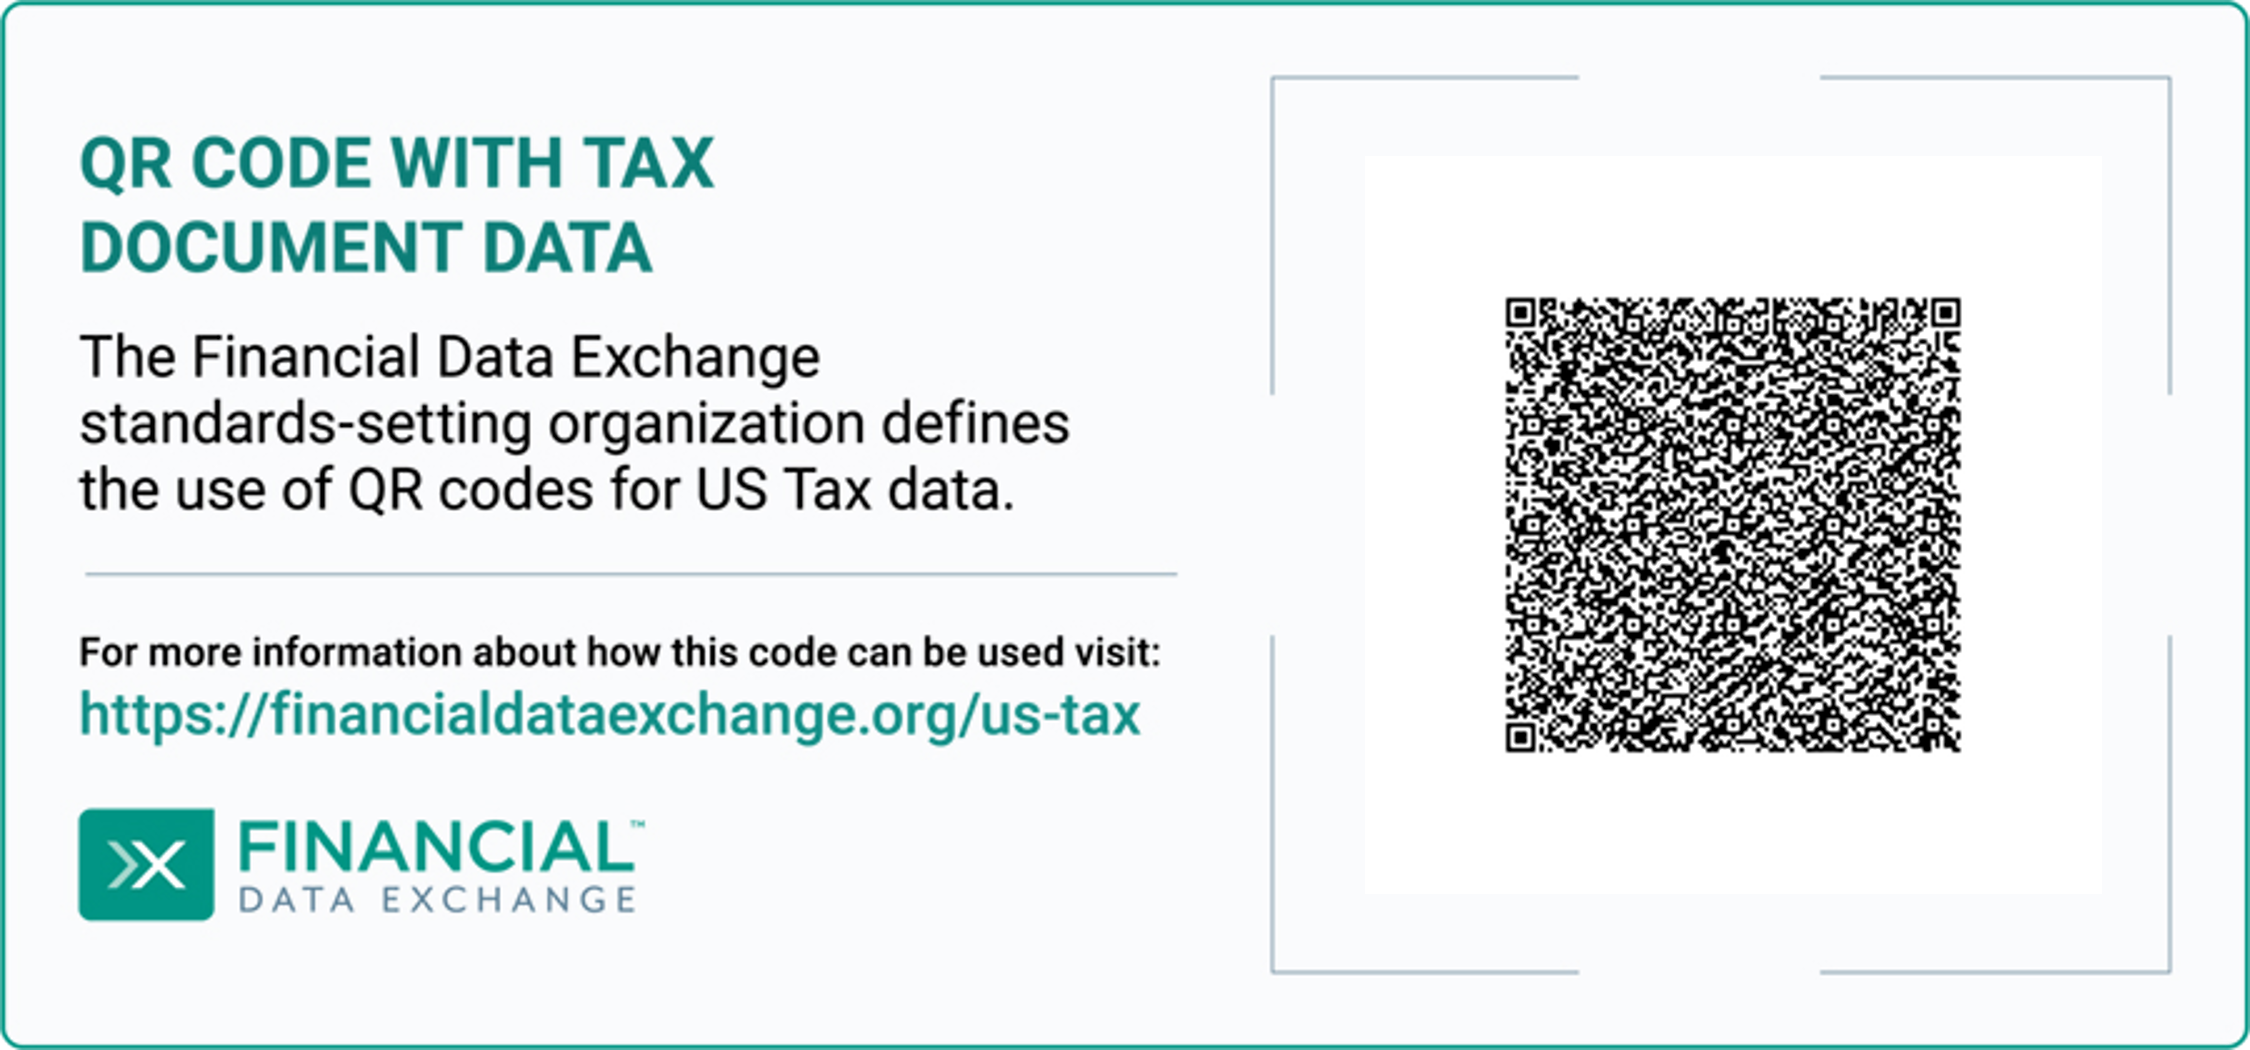 QR CODE WITH TAX
DOCUMENT DATA
The Financial Data Exchange
standards-setting organization defines
the use of QR codes for US Tax data.
For more information about how this code can be used visit:
https://financialdataexchange.org/us-tax
FINANCIAL™
DATA EXCHANGE